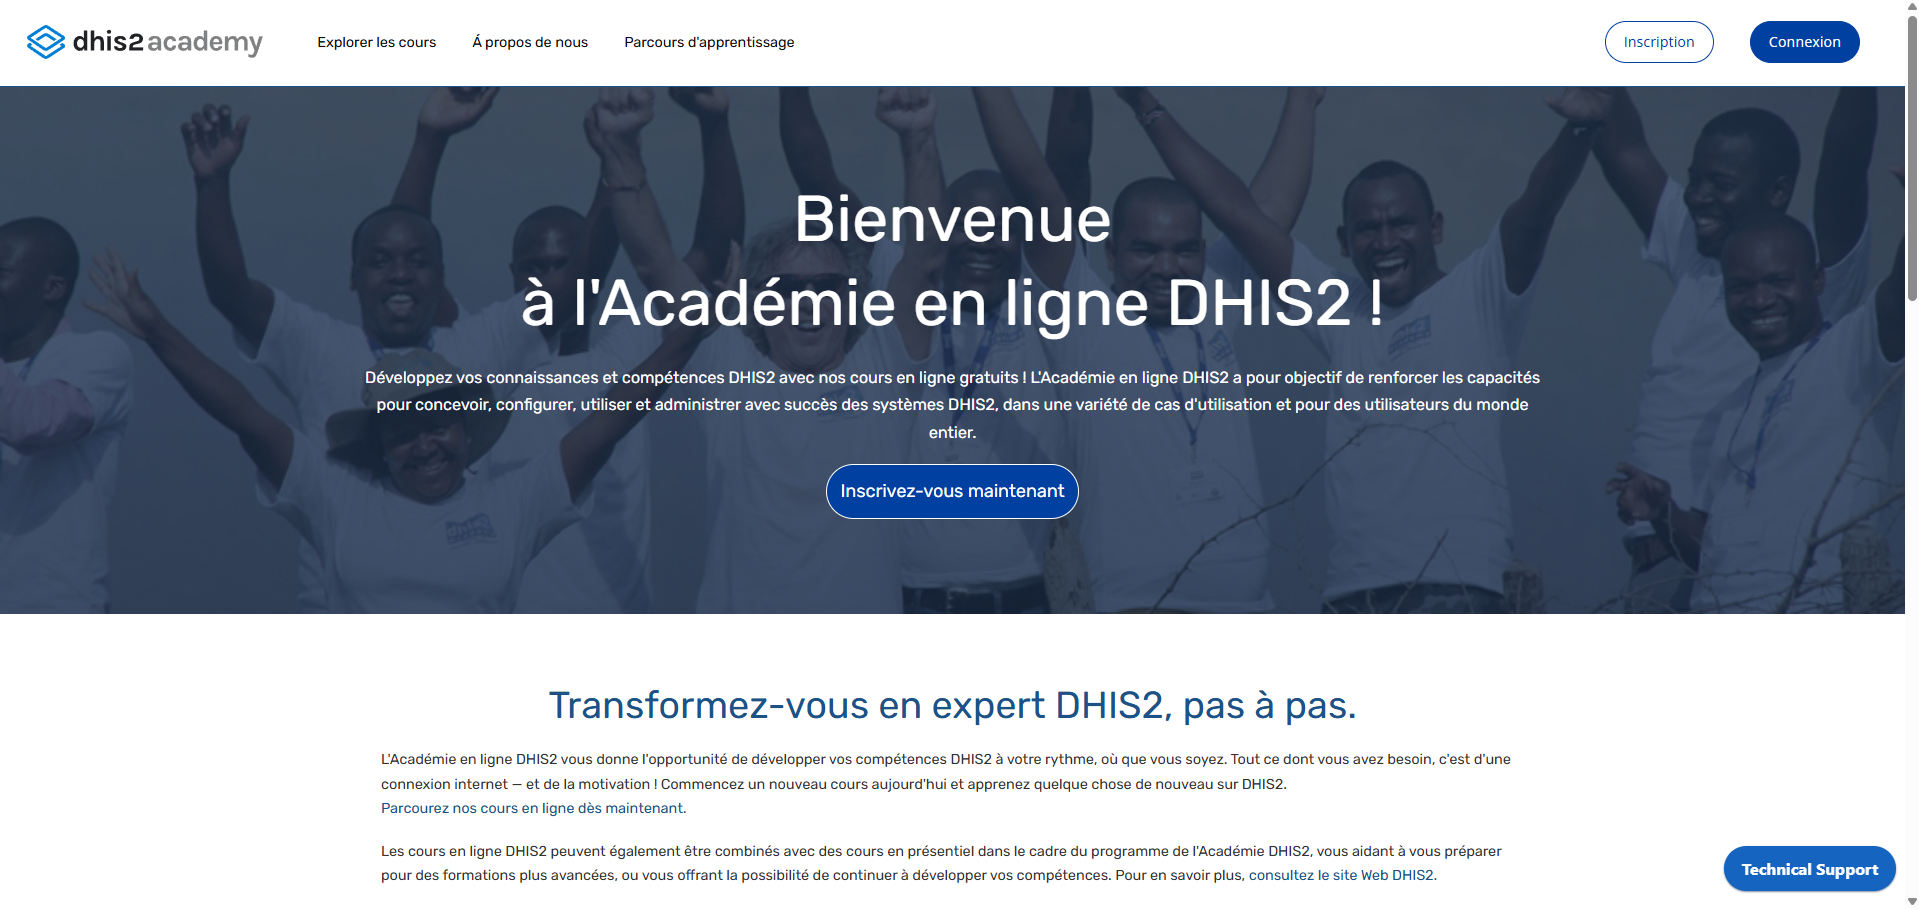 dhis2 academy
Explorer les cours
Á propos de nous
Parcours d'apprentissage
Inscription
Connexion
Bienvenue
à l'Académie en ligne DHIS2 !
Développez vos connaissances et compétences DHIS2 avec nos cours en ligne gratuits ! L'Académie en ligne DHIS2 a pour objectif de renforcer les capacités
pour concevoir, configurer, utiliser et administrer avec succès des systèmes DHIS2, dans une variété de cas d'utilisation et pour des utilisateurs du monde
entier.
Inscrivez-vous maintenant
Transformez-vous en expert DHIS2, pas à pas.
L'Académie en ligne DHIS2 vous donne l'opportunité de développer vos compétences DHIS2 à votre rythme, où que vous soyez. Tout ce dont vous avez besoin, c'est d'une
connexion internet — et de la motivation ! Commencez un nouveau cours aujourd'hui et apprenez quelque chose de nouveau sur DHIS2.
Parcourez nos cours en ligne dès maintenant.
Les cours en ligne DHIS2 peuvent également être combinés avec des cours en présentiel dans le cadre du programme de l'Académie DHIS2, vous aidant à vous préparer
pour des formations plus avancées, ou vous offrant la possibilité de continuer à développer vos compétences. Pour en savoir plus, consultez le site Web DHIS2.
Technical Support